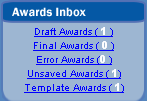 Awards Inbox
Draft Awards ( 1 )
Final Awards ( 0 )
Error Awards ( 0 )
Unsaved Awards ( 1 )
Template Awards ( 1 )